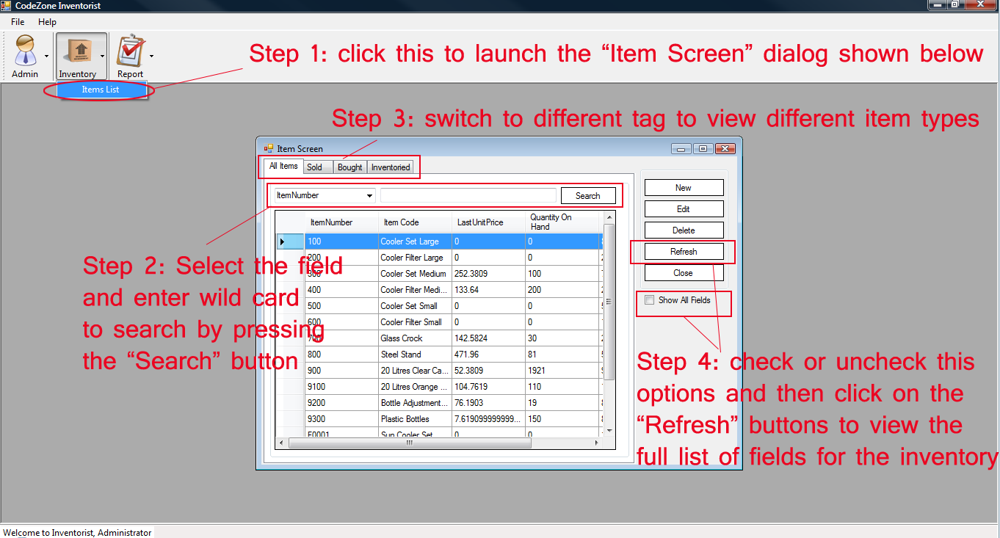 CodeZone Inventorist
File Help
Admin Inventory Report
Step 1: click this to launch the “Item Screen” dialog shown below
Items List
Step 3: switch to different tag to view different item types
Item Screen
All Items Sold Bought Inventoried
ItemNumber Search
New
Edit
Delete
Refresh
Close
Show All Fields
ItemNumber Item Code LastUnitPrice Quantity On
Hand
100 Cooler Set Large 0 0
200 Cooler Filter Large 0 0
300 Cooler Set Medium 252.3809 100
400 Cooler Filter Medi... 133.64 200
500 Cooler Set Small 0 0
600 Cooler Filter Small 0 0
700 Glass Crock 142.5824 30
800 Steel Stand 471.96 81
900 20 Litres Clear Ca... 52.3809 1921
9100 20 Litres Orange ... 104.7619 110
9200 Bottle Adjustment... 76.1903 19
9300 Plastic Bottles 7.619099999999... 150
E0001 Sun Cooler Set 0 0
Step 2: Select the field
and enter wild card
to search by pressing
the “Search” button
Step 4: check or uncheck this
options and then click on the
“Refresh” buttons to view the
full list of fields for the inventory
Welcome to Inventorist, Administrator